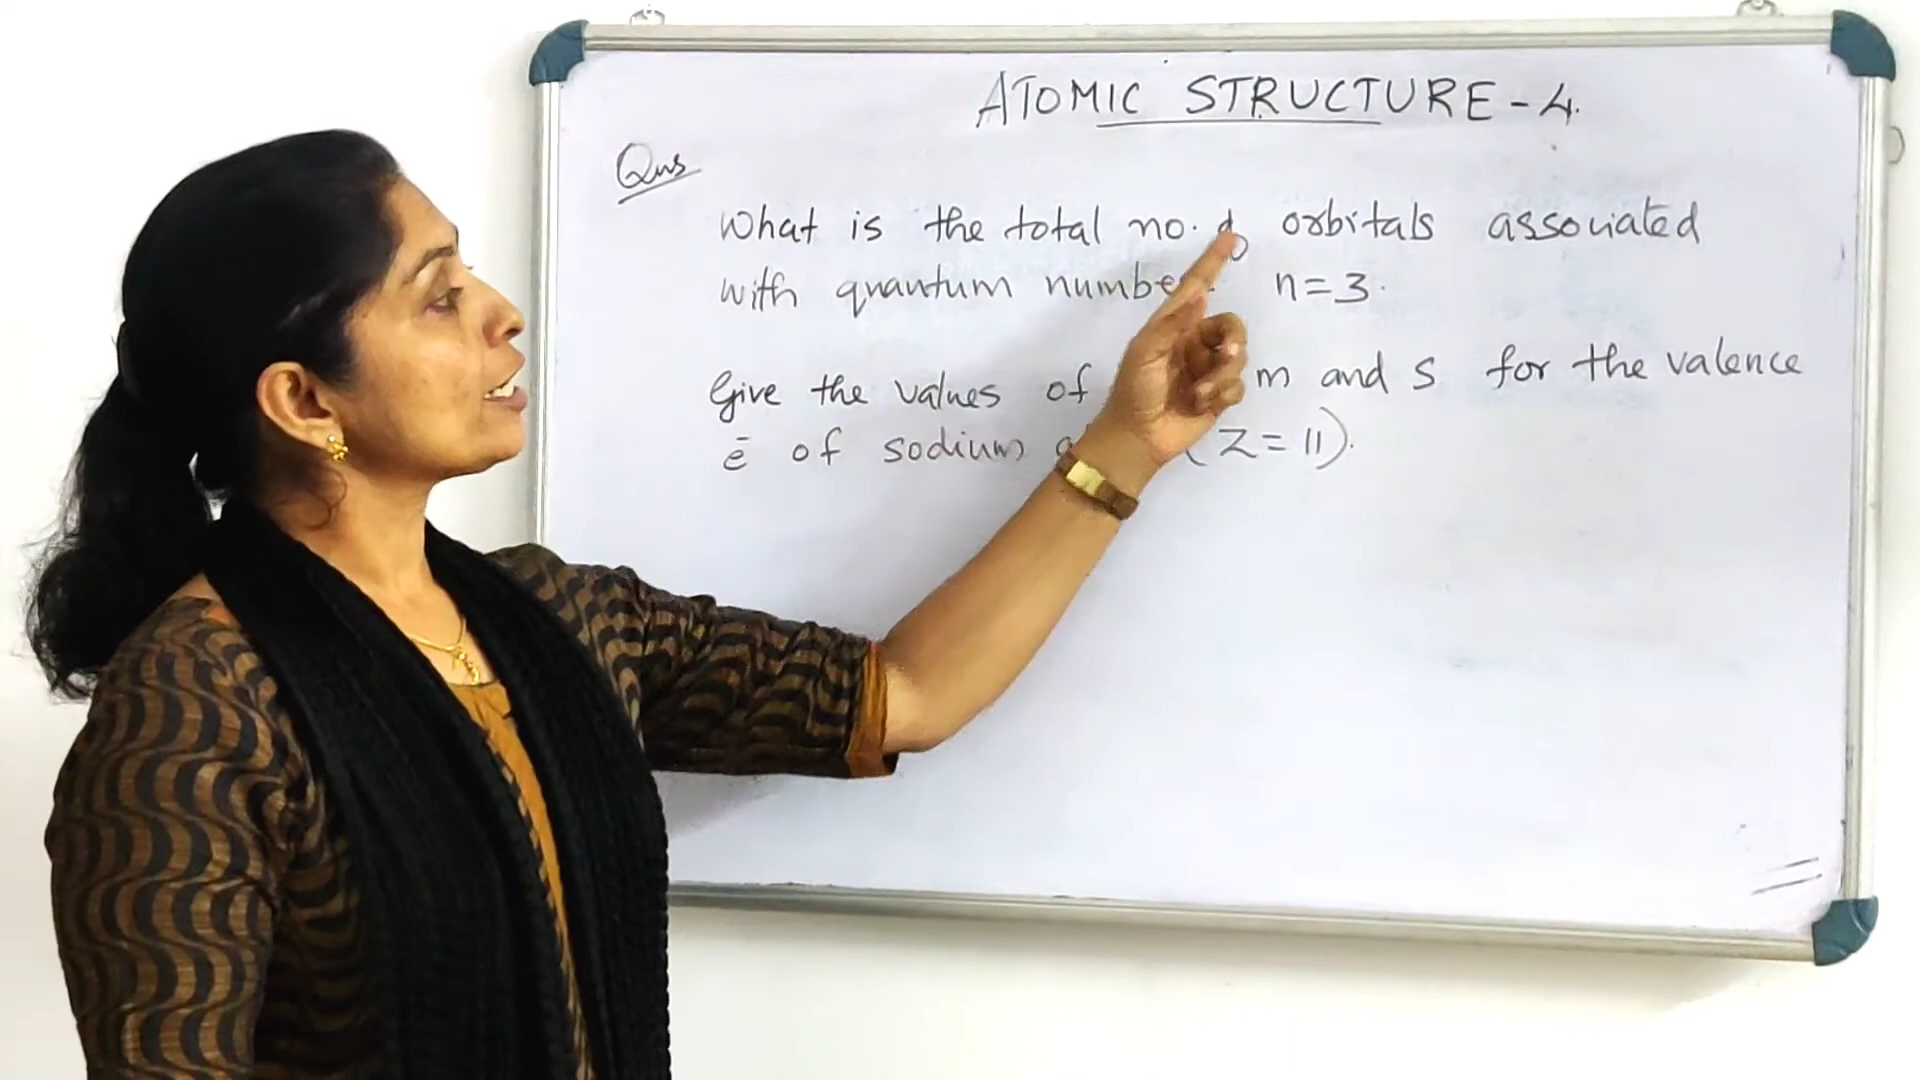 ATOMIC STRUCTURE - 4.
Qns
What is the total no. of orbitals associated
with quantum number n=3.
Give the values of m and s for the valence
ē of sodium (Z=11).